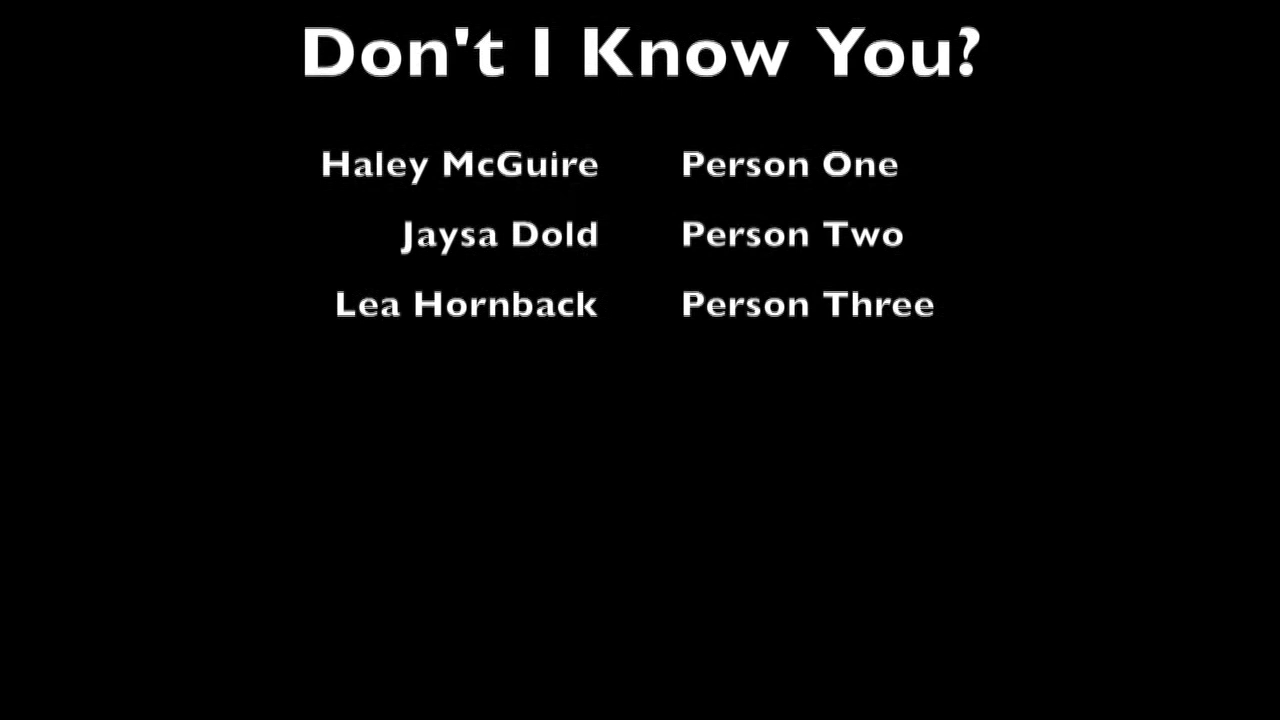 Don't I Know You?
Haley McGuire Person One
Jaysa Dold Person Two
Lea Hornback Person Three